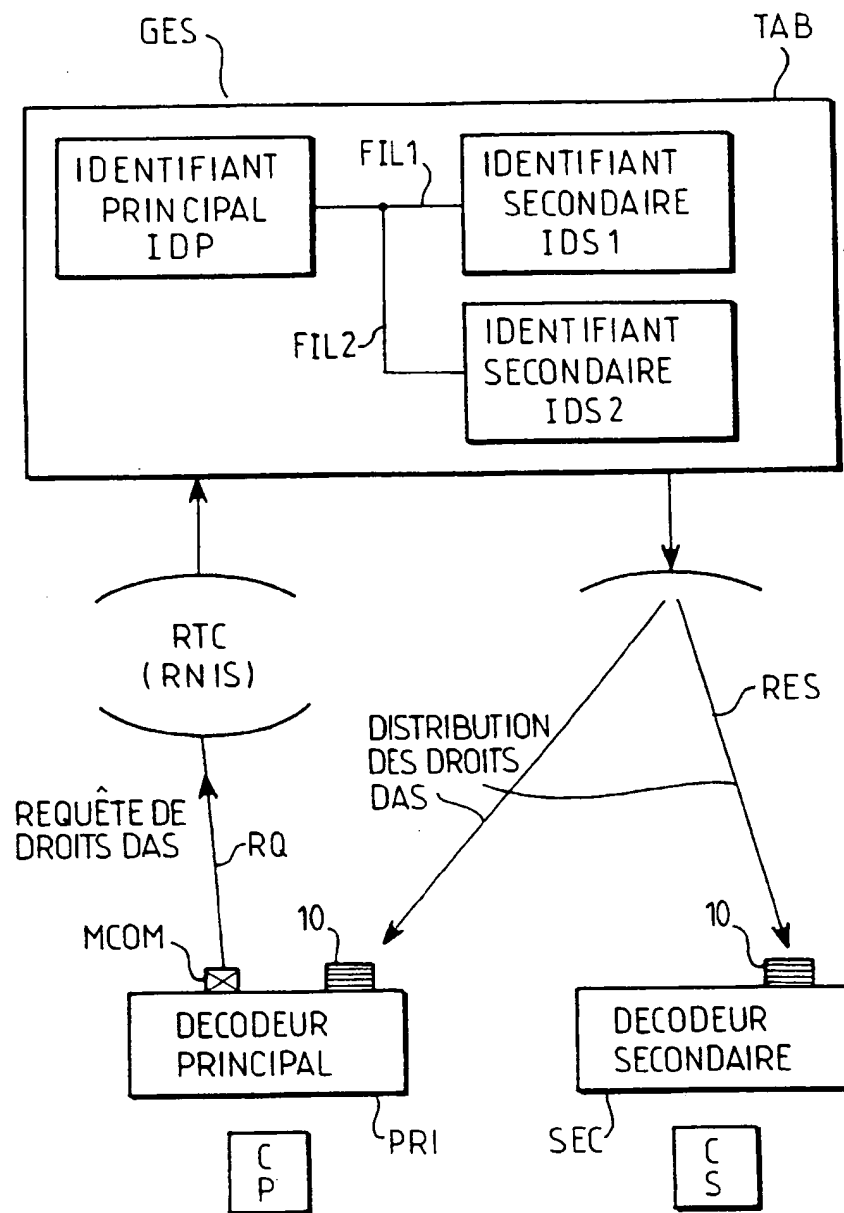 GES
TAB
IDENTIFIANT
PRINCIPAL
IDP
FIL1
IDENTIFIANT
SECONDAIRE
IDS1
FIL2
IDENTIFIANT
SECONDAIRE
IDS2
RTC
(RNIS)
RES
DISTRIBUTION
DES DROITS
DAS
REQUÊTE DE
DROITS DAS
RQ
MCOM
10
10
DECODEUR
PRINCIPAL
DECODEUR
SECONDAIRE
PRI
SEC
C
P
C
S